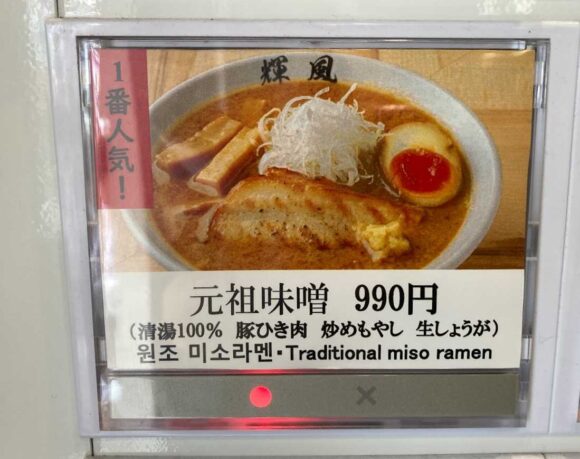 輝風
1番人気!
元祖味噌 990円
(清湯100% 豚ひき肉 炒めもやし 生しょうが)
원조 미소라멘・Traditional miso ramen